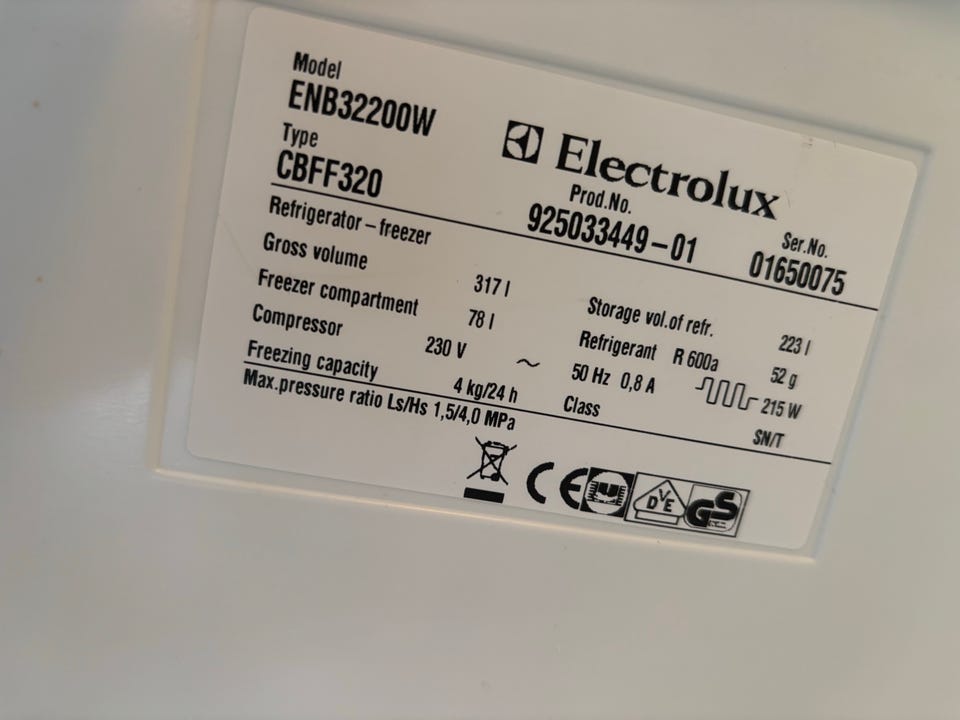 Model
ENB32200W
Type
CBFF320
Electrolux
Prod.No.
925033449-01
Ser.No.
01650075
Refrigerator-freezer
Gross volume 317 l
Storage vol.of refr. 223 l
Freezer compartment 78 l
Refrigerant R 600a 52 g
Compressor 230 V ~ 50 Hz 0,8 A 215 W
Freezing capacity 4 kg/24 h
Class SN/T
Max.pressure ratio Ls/Hs 1,5/4,0 MPa
CE
DVE
GS